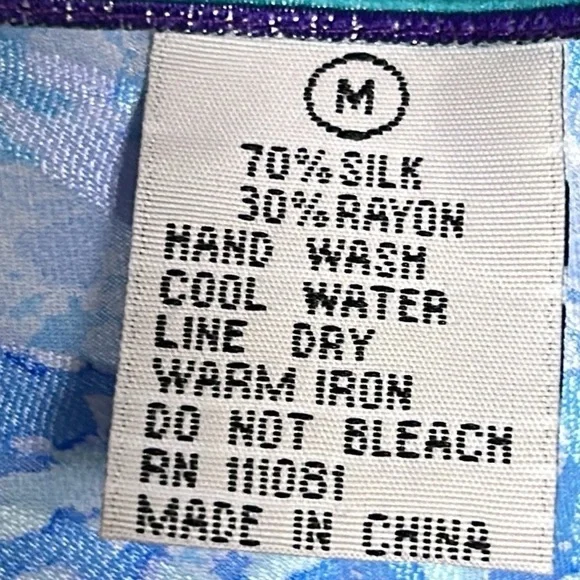 M
70% SILK
30% RAYON
HAND WASH
COOL WATER
LINE DRY
WARM IRON
DO NOT BLEACH
RN 111081
MADE IN CHINA